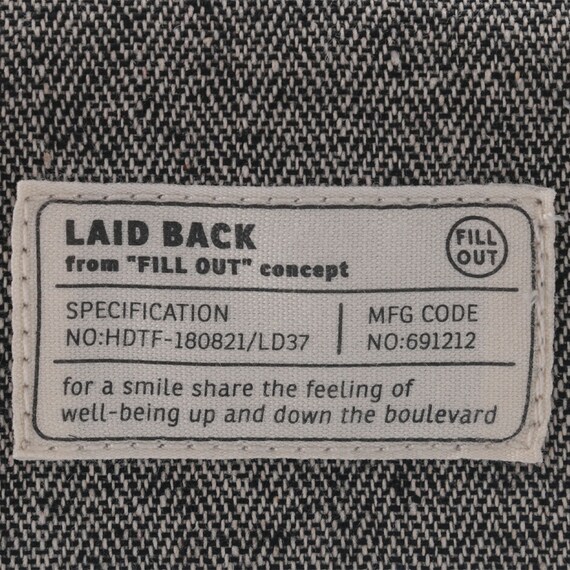 LAID BACK
from "FILL OUT" concept
FILL
OUT
SPECIFICATION
NO:HDTF-180821/LD37
MFG CODE
NO:691212
for a smile share the feeling of
well-being up and down the boulevard